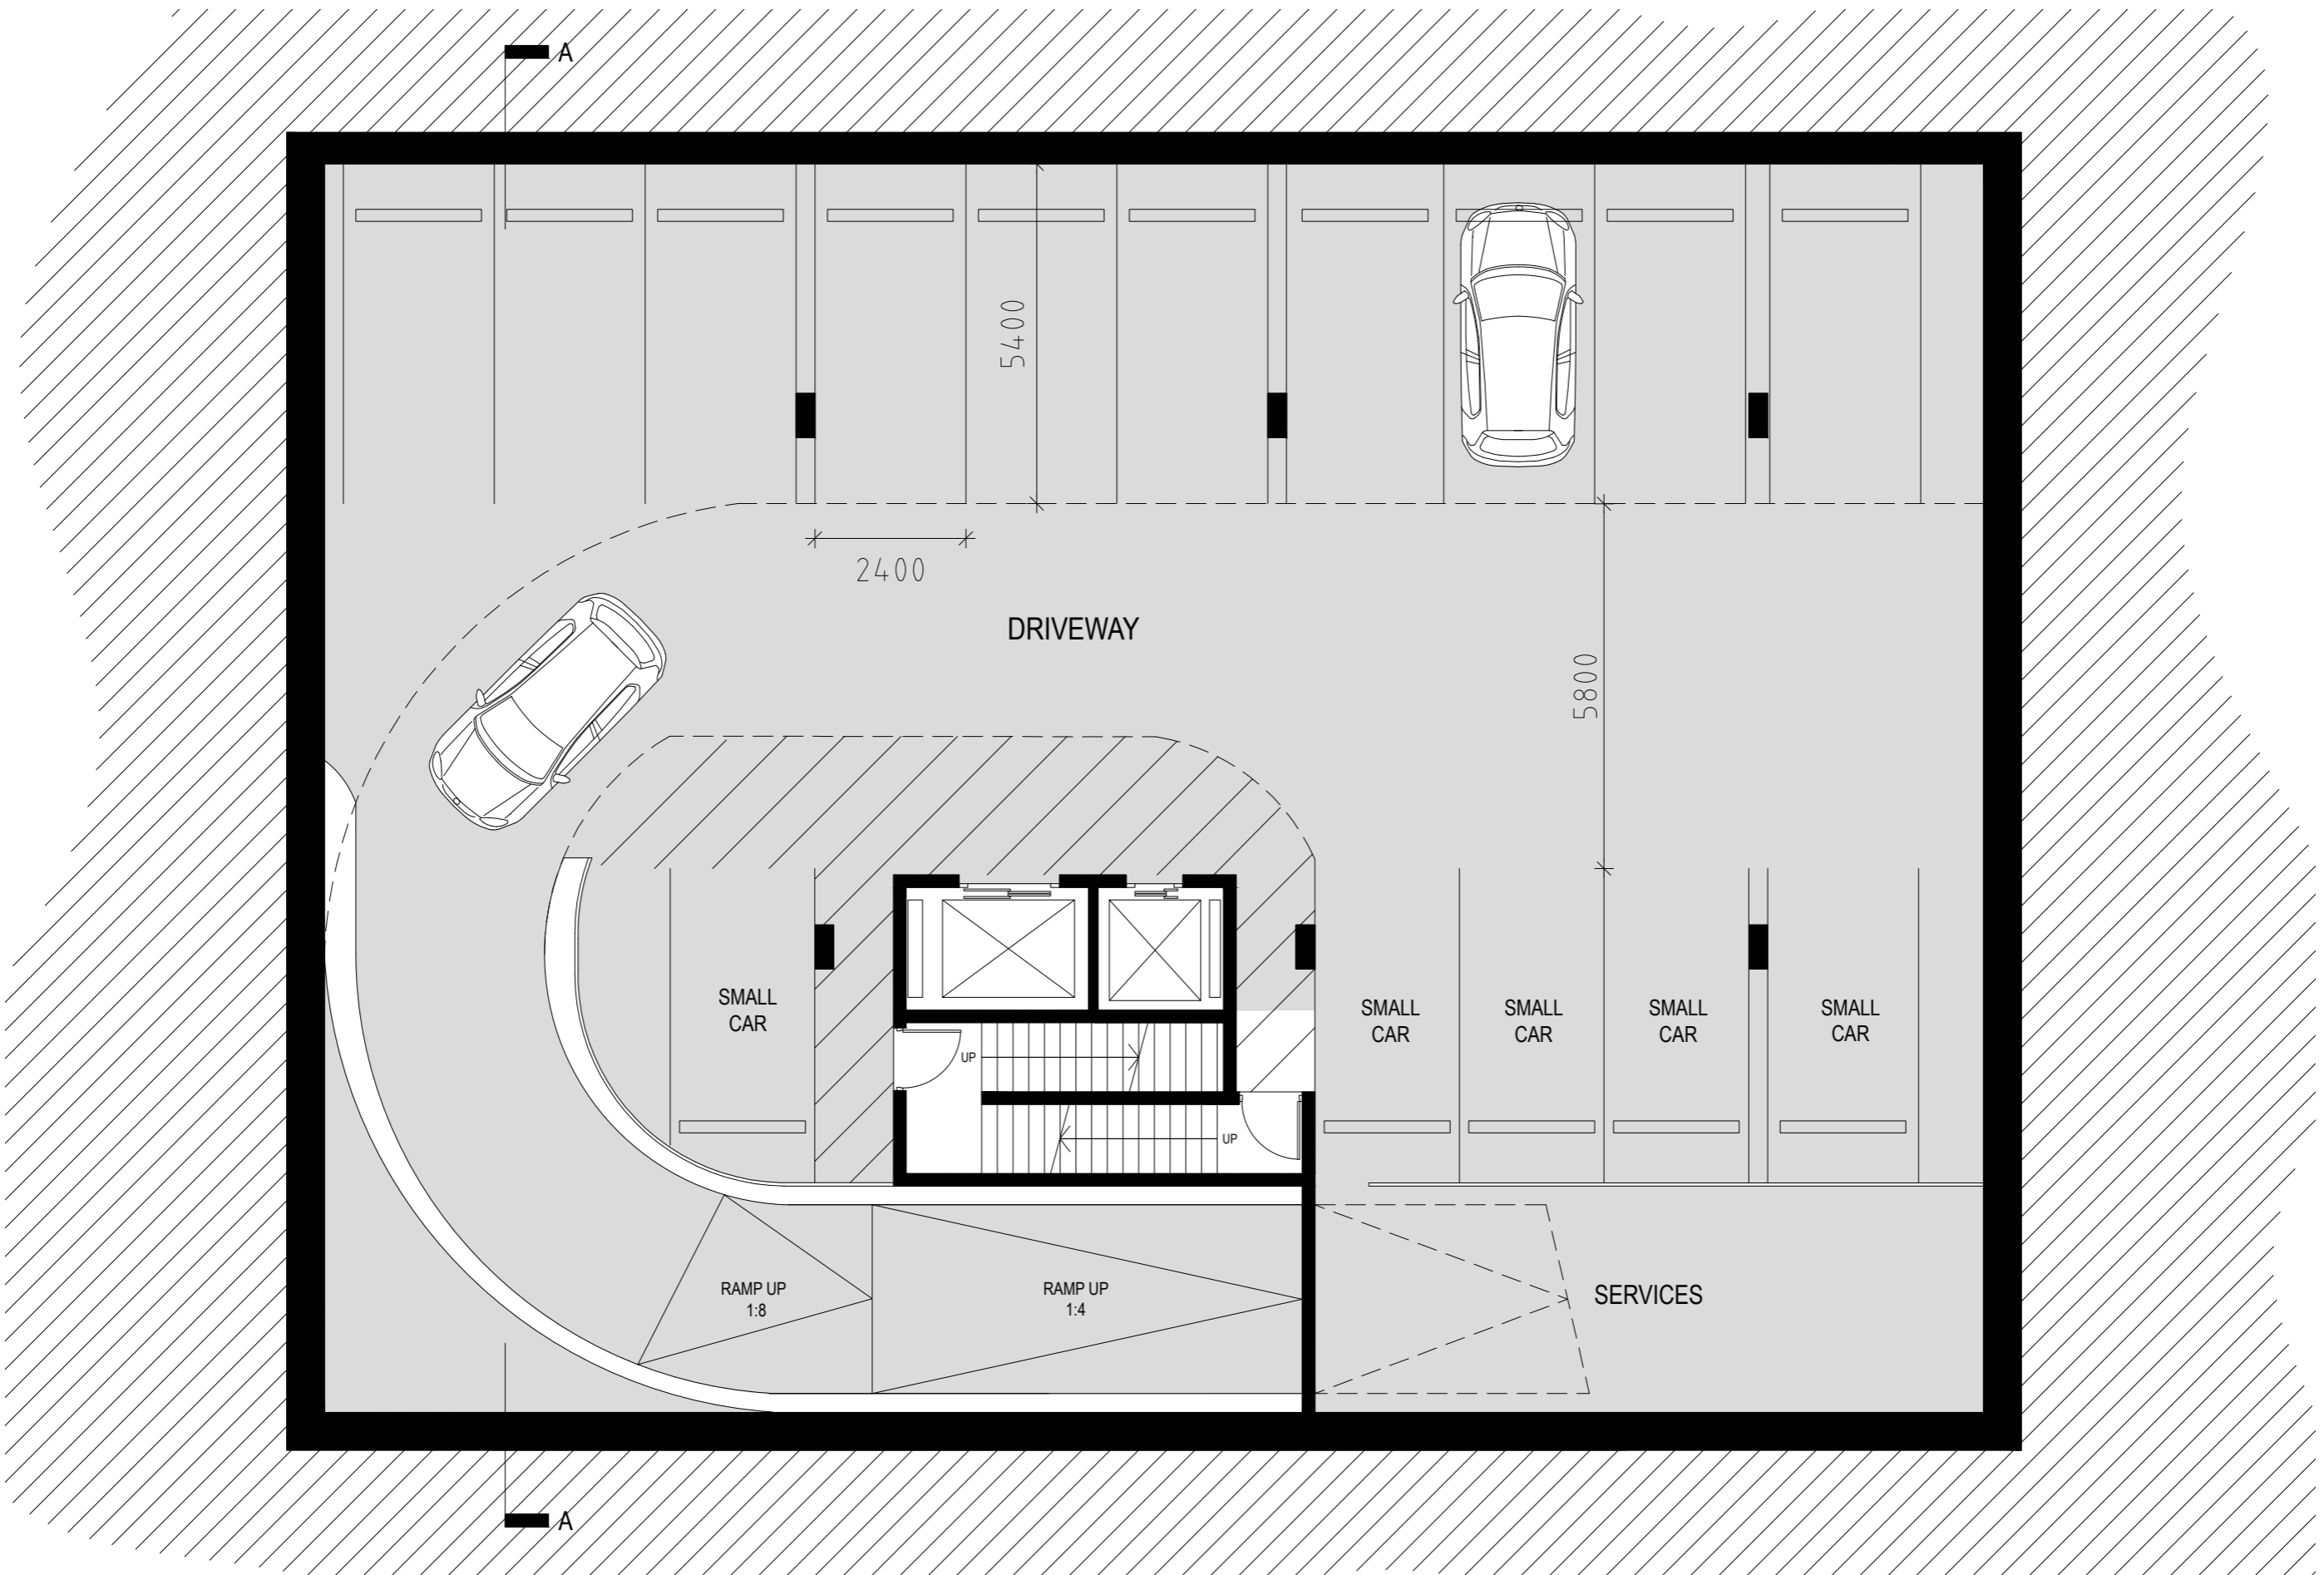 A
5400
2400
DRIVEWAY
5800
SMALL
CAR
SMALL
CAR
SMALL
CAR
SMALL
CAR
SMALL
CAR
UP
UP
RAMP UP
1:8
RAMP UP
1:4
SERVICES
A